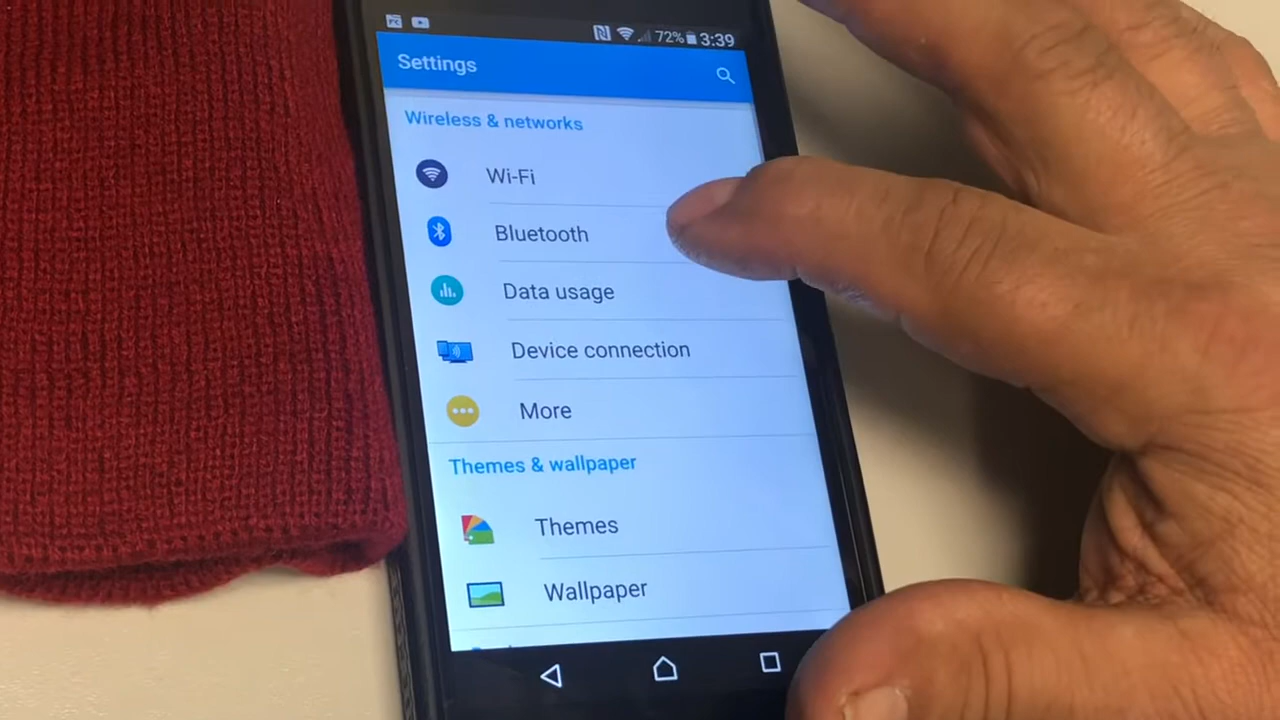 72% 3:39
Settings
Wireless & networks
Wi-Fi
Bluetooth
Data usage
Device connection
More
Themes & wallpaper
Themes
Wallpaper